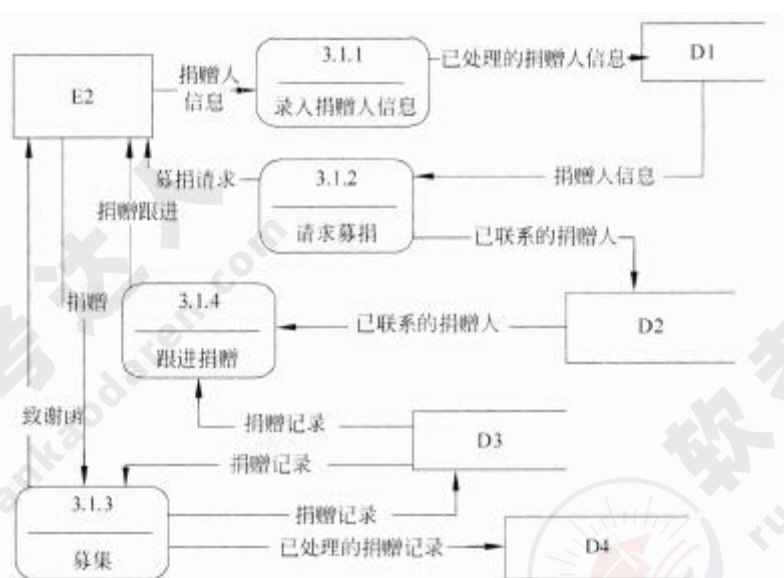 E2
捐赠人
信息
3.1.1
录入捐赠人信息
已处理的捐赠人信息
D1
募捐请求
3.1.2
请求募捐
捐赠人信息
捐赠跟进
已联系的捐赠人
捐赠
3.1.4
跟进捐赠
已联系的捐赠人
D2
致谢函
捐赠记录
D3
捐赠记录
3.1.3
募集
捐赠记录
已处理的捐赠记录
D4